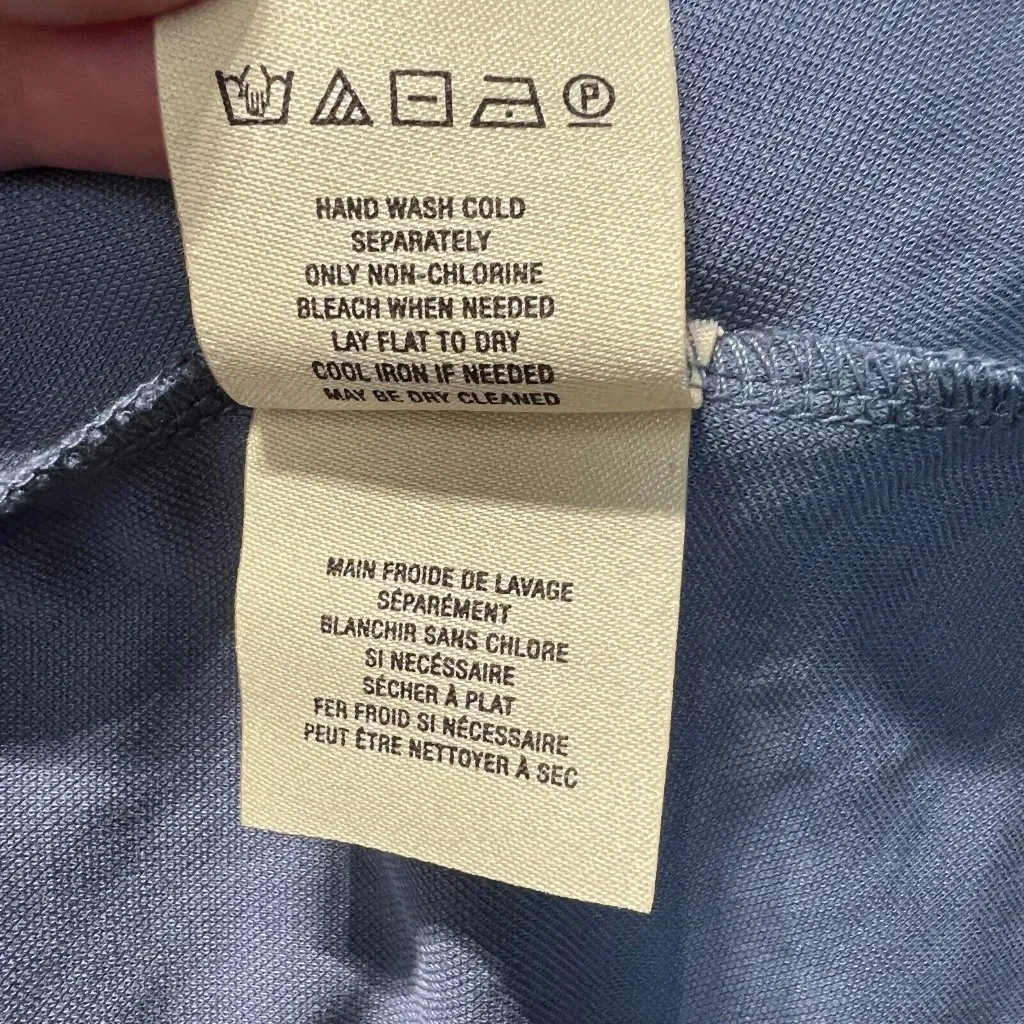 P
HAND WASH COLD
SEPARATELY
ONLY NON-CHLORINE
BLEACH WHEN NEEDED
LAY FLAT TO DRY
COOL IRON IF NEEDED
MAY BE DRY CLEANED
MAIN FROIDE DE LAVAGE
SÉPARÉMENT
BLANCHIR SANS CHLORE
SI NECÉSSAIRE
SÉCHER À PLAT
FER FROID SI NÉCESSAIRE
PEUT ÊTRE NETTOYER À SEC